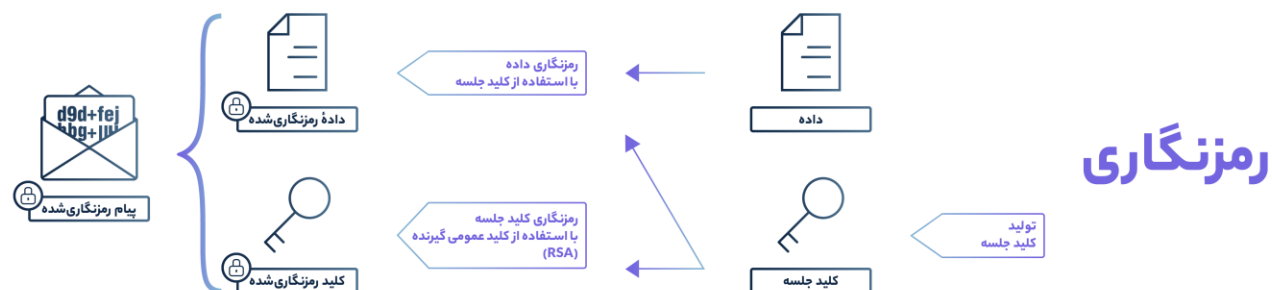 رمزنگاری
تولید
کلید جلسه
داده
کلید جلسه
رمزنگاری داده
با استفاده از کلید جلسه
رمزنگاری کلید جلسه
با استفاده از کلید عمومی گیرنده
(RSA)
دادهٔ رمزنگاری‌شده
کلید رمزنگاری‌شده
d9d+fej
پیام رمزنگاری‌شده